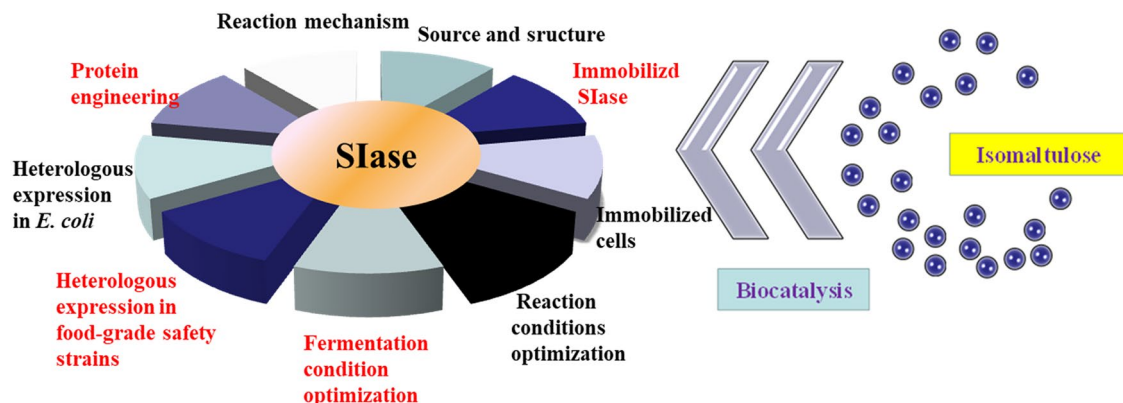 Reaction mechanism
Source and sructure
Protein
engineering
Immobilizd
SIase
SIase
Isomaltulose
Heterologous
expression
in E. coli
Immobilized
cells
Biocatalysis
Heterologous
expression in
food-grade safety
strains
Fermentation
condition
optimization
Reaction
conditions
optimization